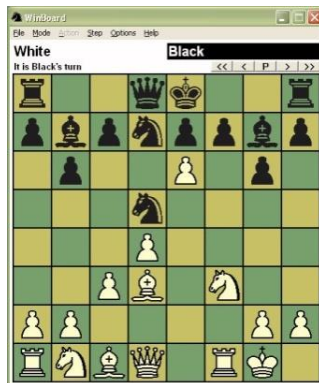 WinBoard
File Mode Action Step Options Help
White Black
It is Black's turn << < P > >>